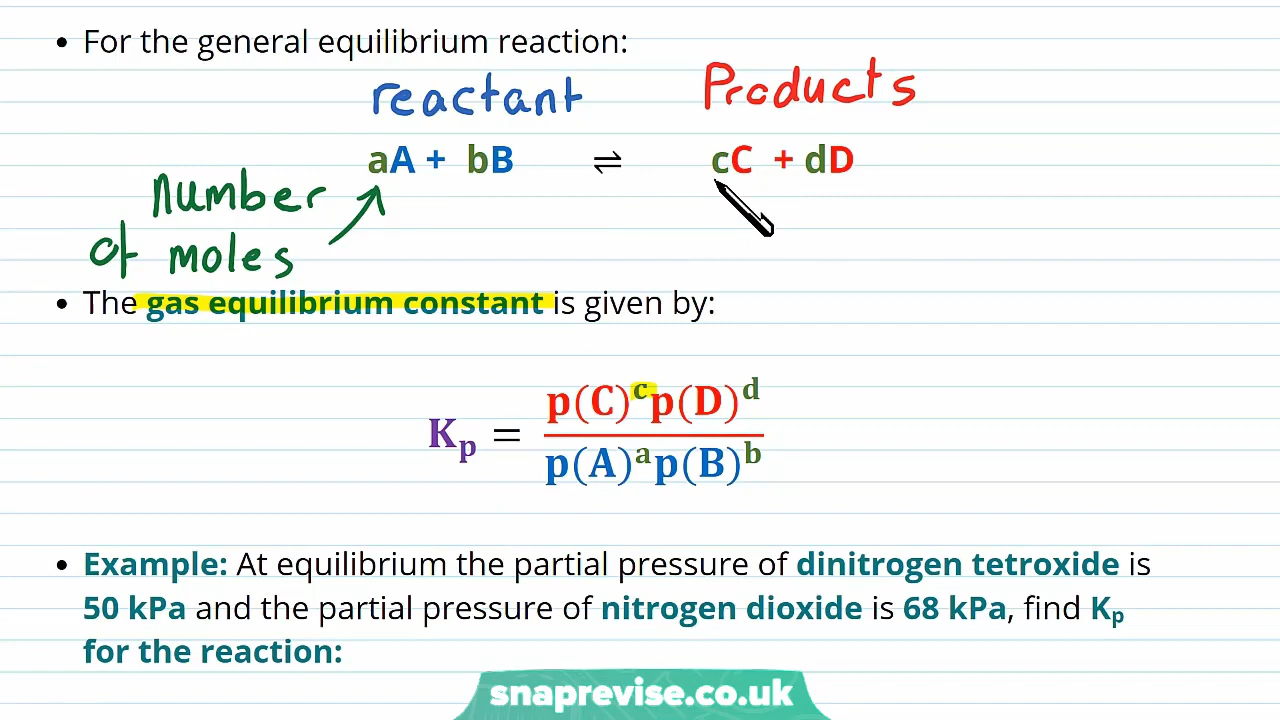 • For the general equilibrium reaction:
reactant Products
aA + bB ⇌ cC + dD
number
of moles
• The gas equilibrium constant is given by:
Kₚ = p(C)ᶜp(D)ᵈ
p(A)ᵃp(B)ᵇ
• Example: At equilibrium the partial pressure of dinitrogen tetroxide is
50 kPa and the partial pressure of nitrogen dioxide is 68 kPa, find Kₚ
for the reaction:
snaprevise.co.uk